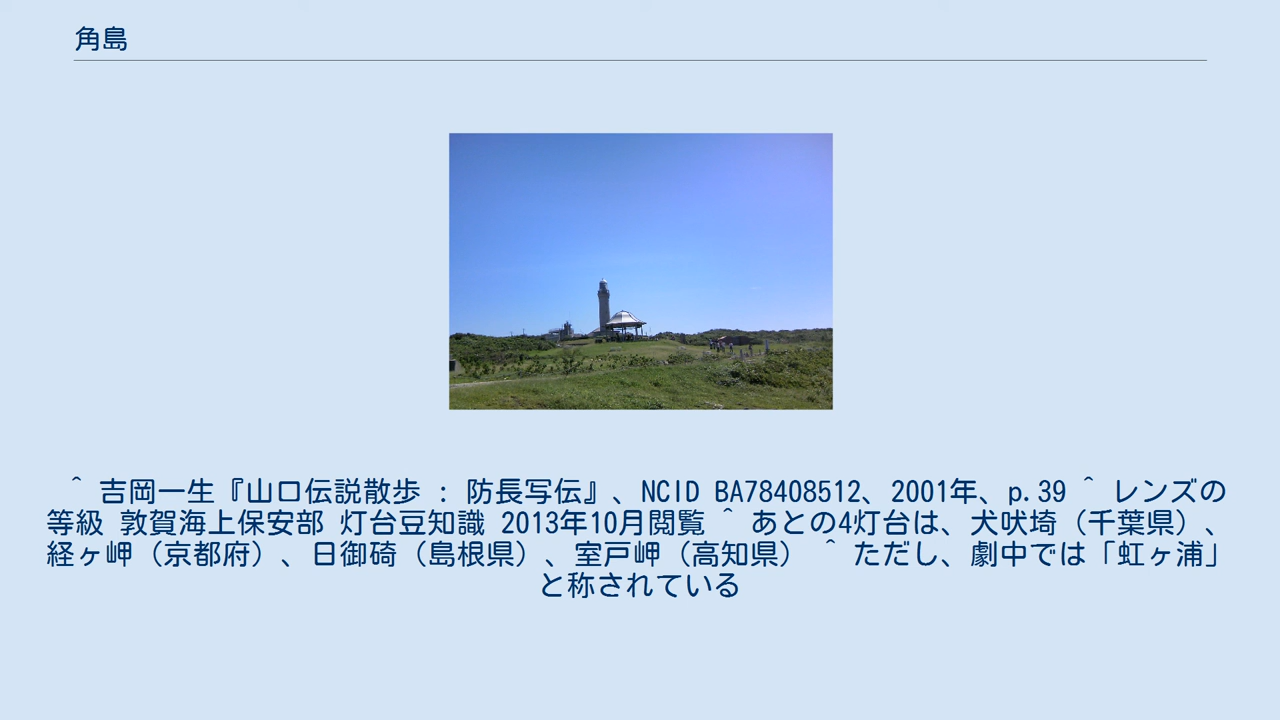 角島
^ 吉岡一生『山口伝説散歩 : 防長写伝』、NCID BA78408512、2001年、p.39 ^ レンズの
等級 敦賀海上保安部 灯台豆知識 2013年10月閲覧 ^ あとの4灯台は、犬吠埼（千葉県）、
経ヶ岬（京都府）、日御碕（島根県）、室戸岬（高知県） ^ ただし、劇中では「虹ヶ浦」
と称されている